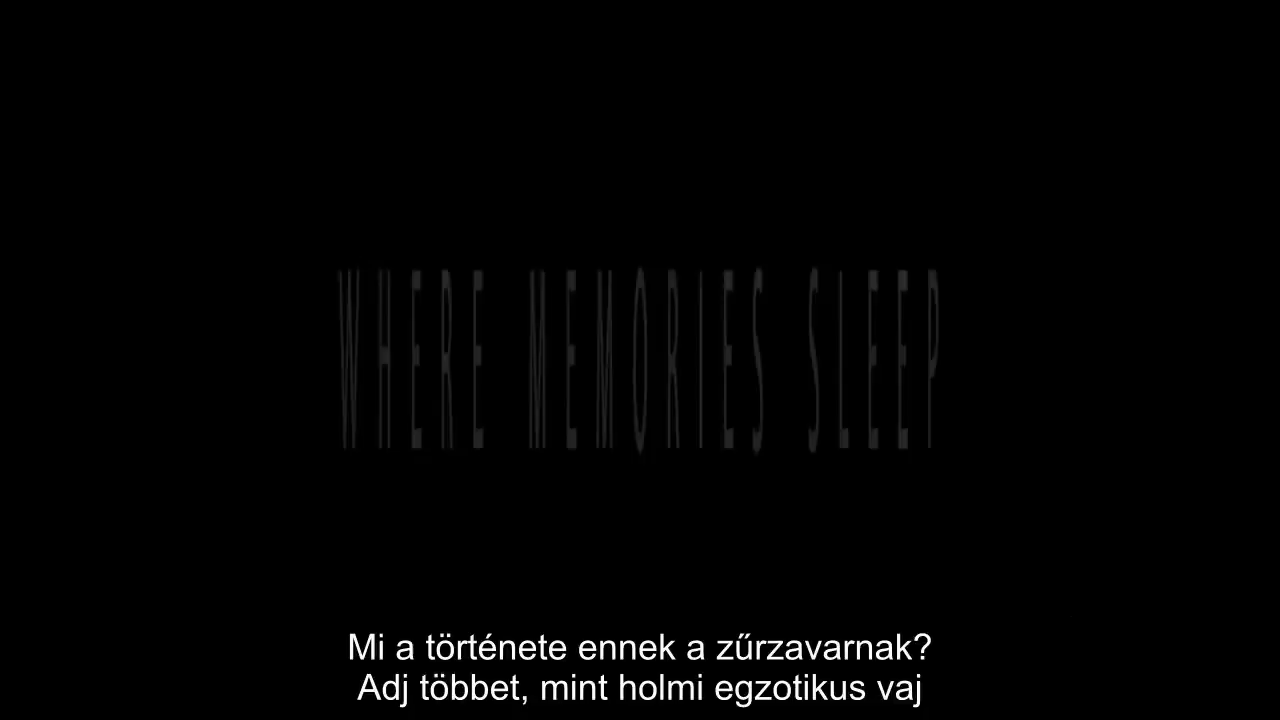 WHERE MEMORIES SLEEP
Mi a története ennek a zűrzavarnak?
Adj többet, mint holmi egzotikus vaj